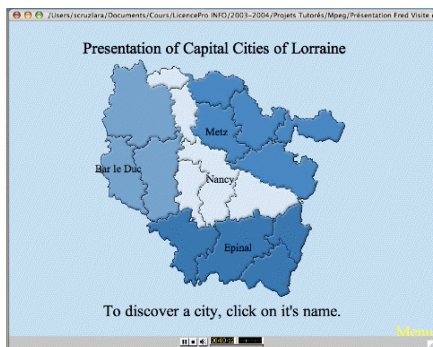 /Users/scruzlara/Documents/Cours/LicencePro INFO/2003-2004/Projets Tutorés/Mpeg/Présentation Fred Visite
Presentation of Capital Cities of Lorraine
Metz
Bar le Duc
Nancy
Epinal
To discover a city, click on it's name.
Menu